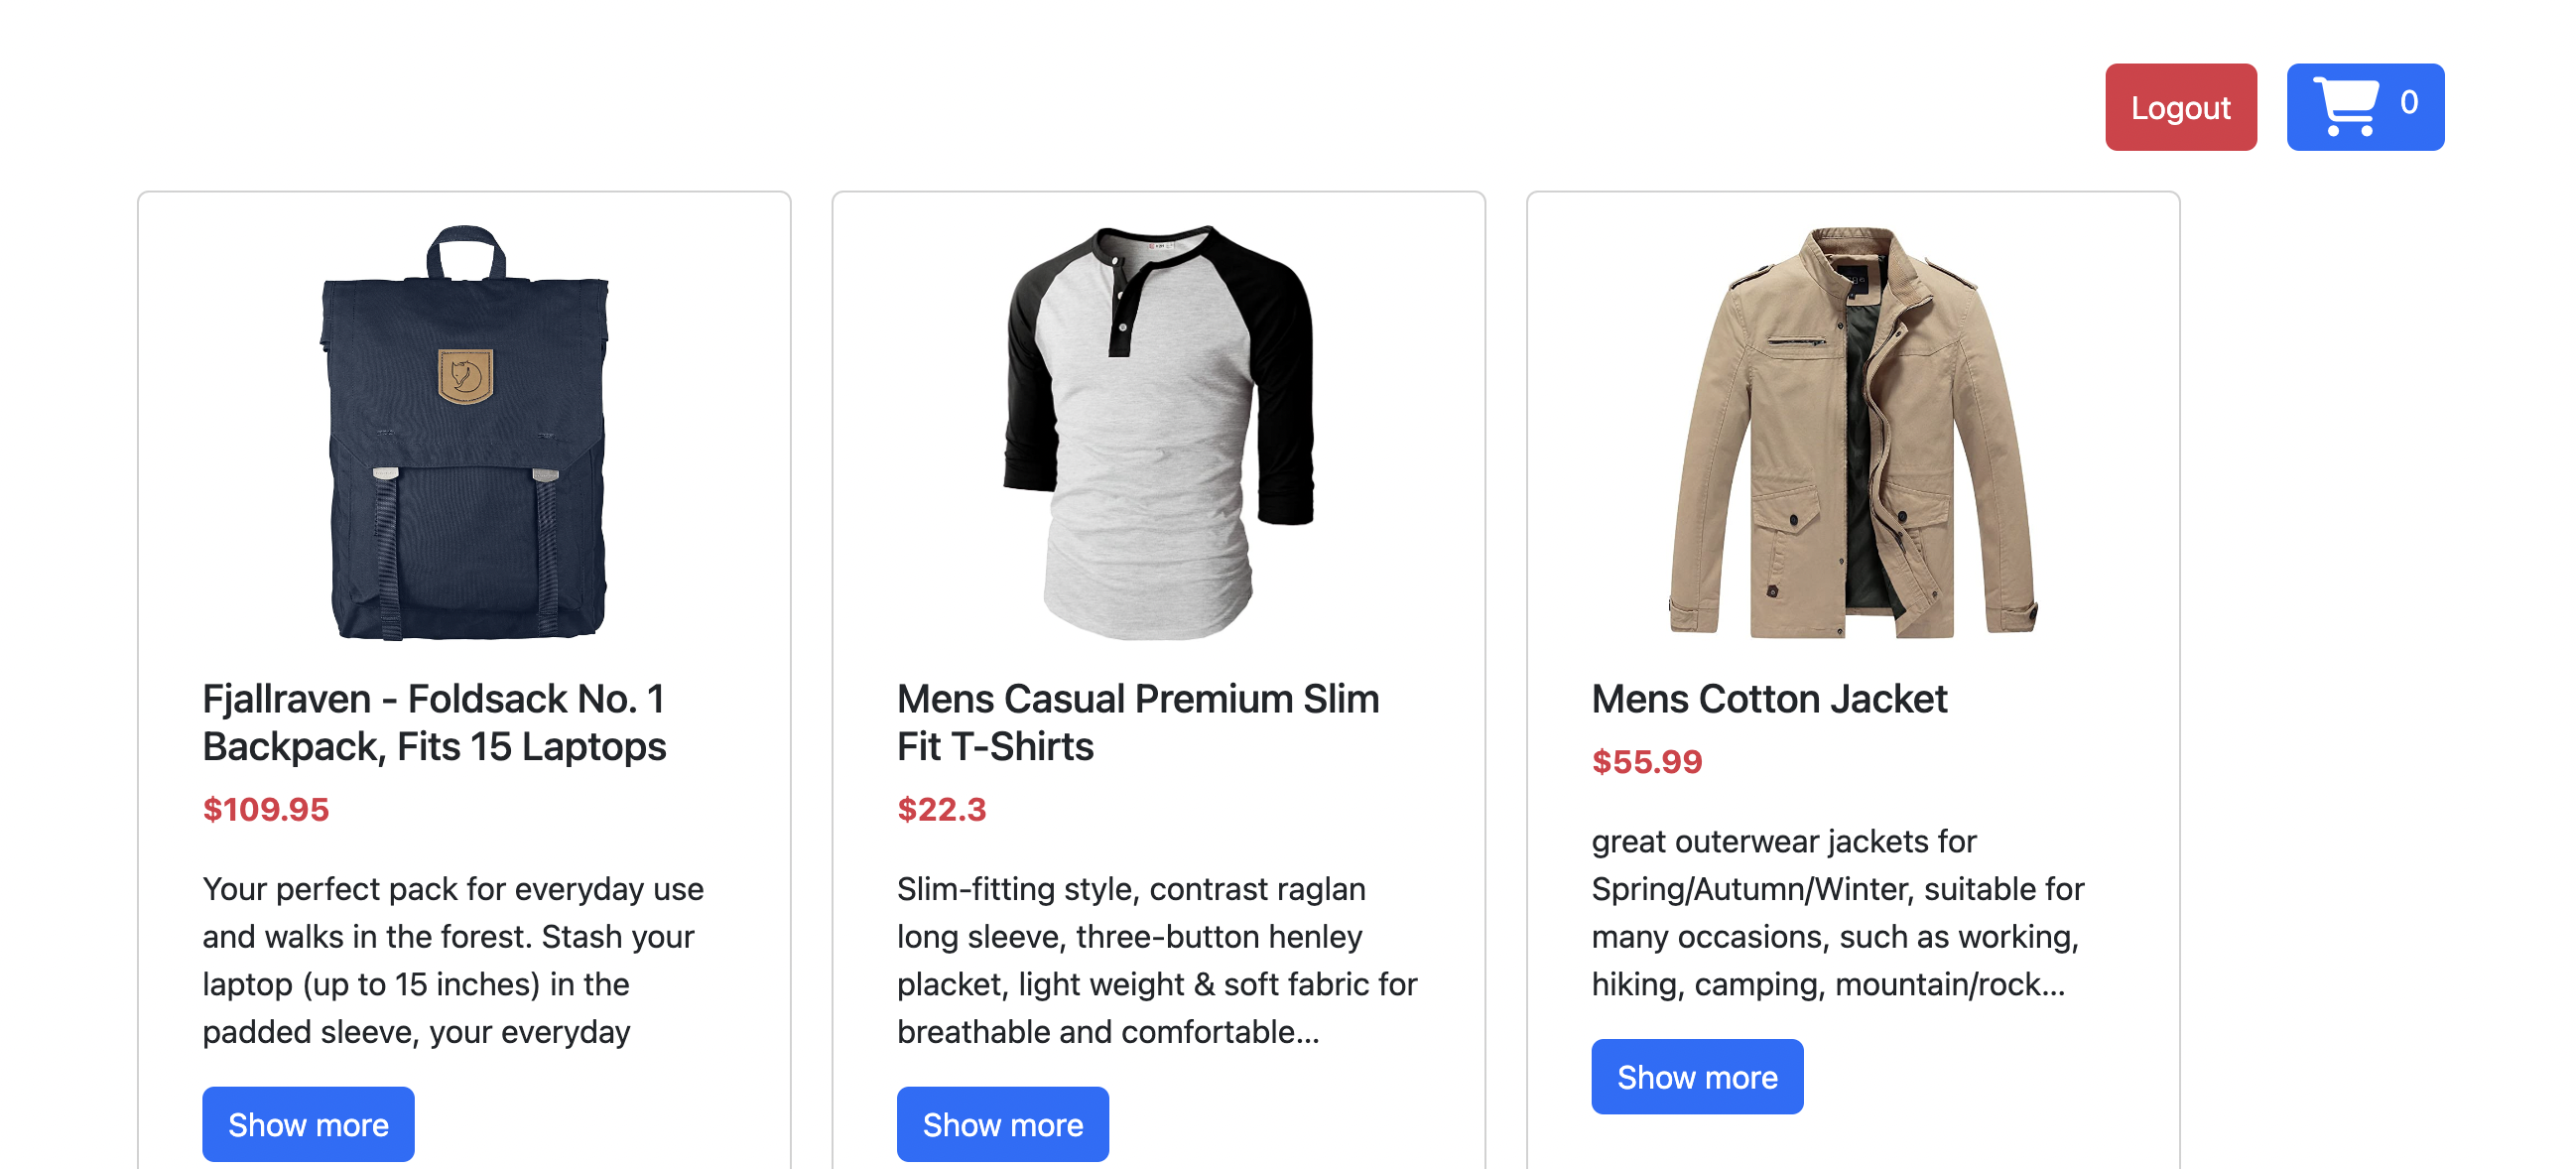 Logout
0
Fjallraven - Foldsack No. 1
Backpack, Fits 15 Laptops
$109.95
Your perfect pack for everyday use
and walks in the forest. Stash your
laptop (up to 15 inches) in the
padded sleeve, your everyday
Show more
Mens Casual Premium Slim
Fit T-Shirts
$22.3
Slim-fitting style, contrast raglan
long sleeve, three-button henley
placket, light weight & soft fabric for
breathable and comfortable...
Show more
Mens Cotton Jacket
$55.99
great outerwear jackets for
Spring/Autumn/Winter, suitable for
many occasions, such as working,
hiking, camping, mountain/rock...
Show more